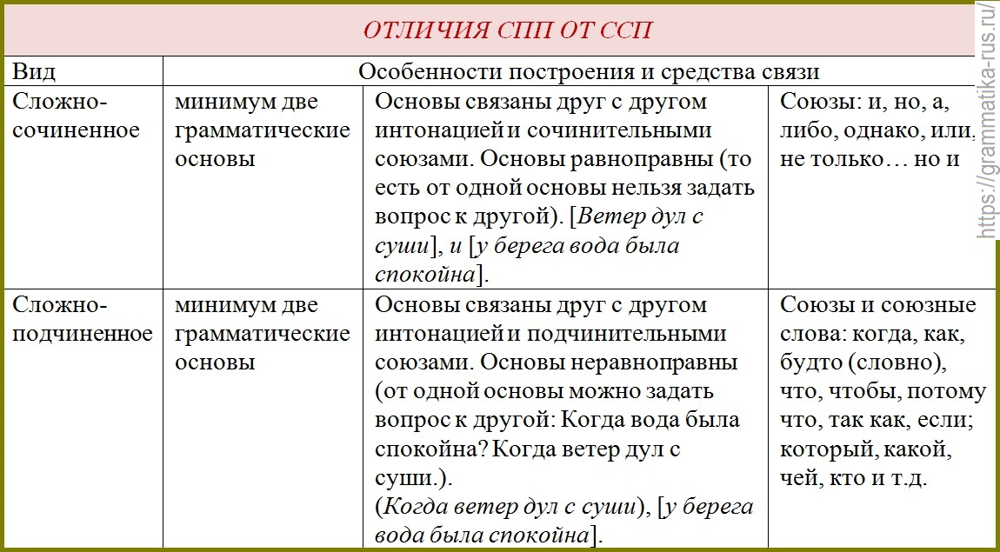 ОТЛИЧИЯ СПП ОТ ССП
Вид
Особенности построения и средства связи
Сложно-
сочиненное
минимум две
грамматические
основы
Основы связаны друг с другом
интонацией и сочинительными
союзами. Основы равноправны (то
есть от одной основы нельзя задать
вопрос к другой). [Ветер дул с
суши], и [у берега вода была
спокойна].
Союзы: и, но, а,
либо, однако, или,
не только… но и
Сложно-
подчиненное
минимум две
грамматические
основы
Основы связаны друг с другом
интонацией и подчинительными
союзами. Основы неравноправны
(от одной основы можно задать
вопрос к другой: Когда вода была
спокойна? Когда ветер дул с
суши.).
(Когда ветер дул с суши), [у берега
вода была спокойна].
Союзы и союзные
слова: когда, как,
будто (словно),
что, чтобы, потому
что, так как, если;
который, какой,
чей, кто и т.д.
https://grammatika-rus.ru/